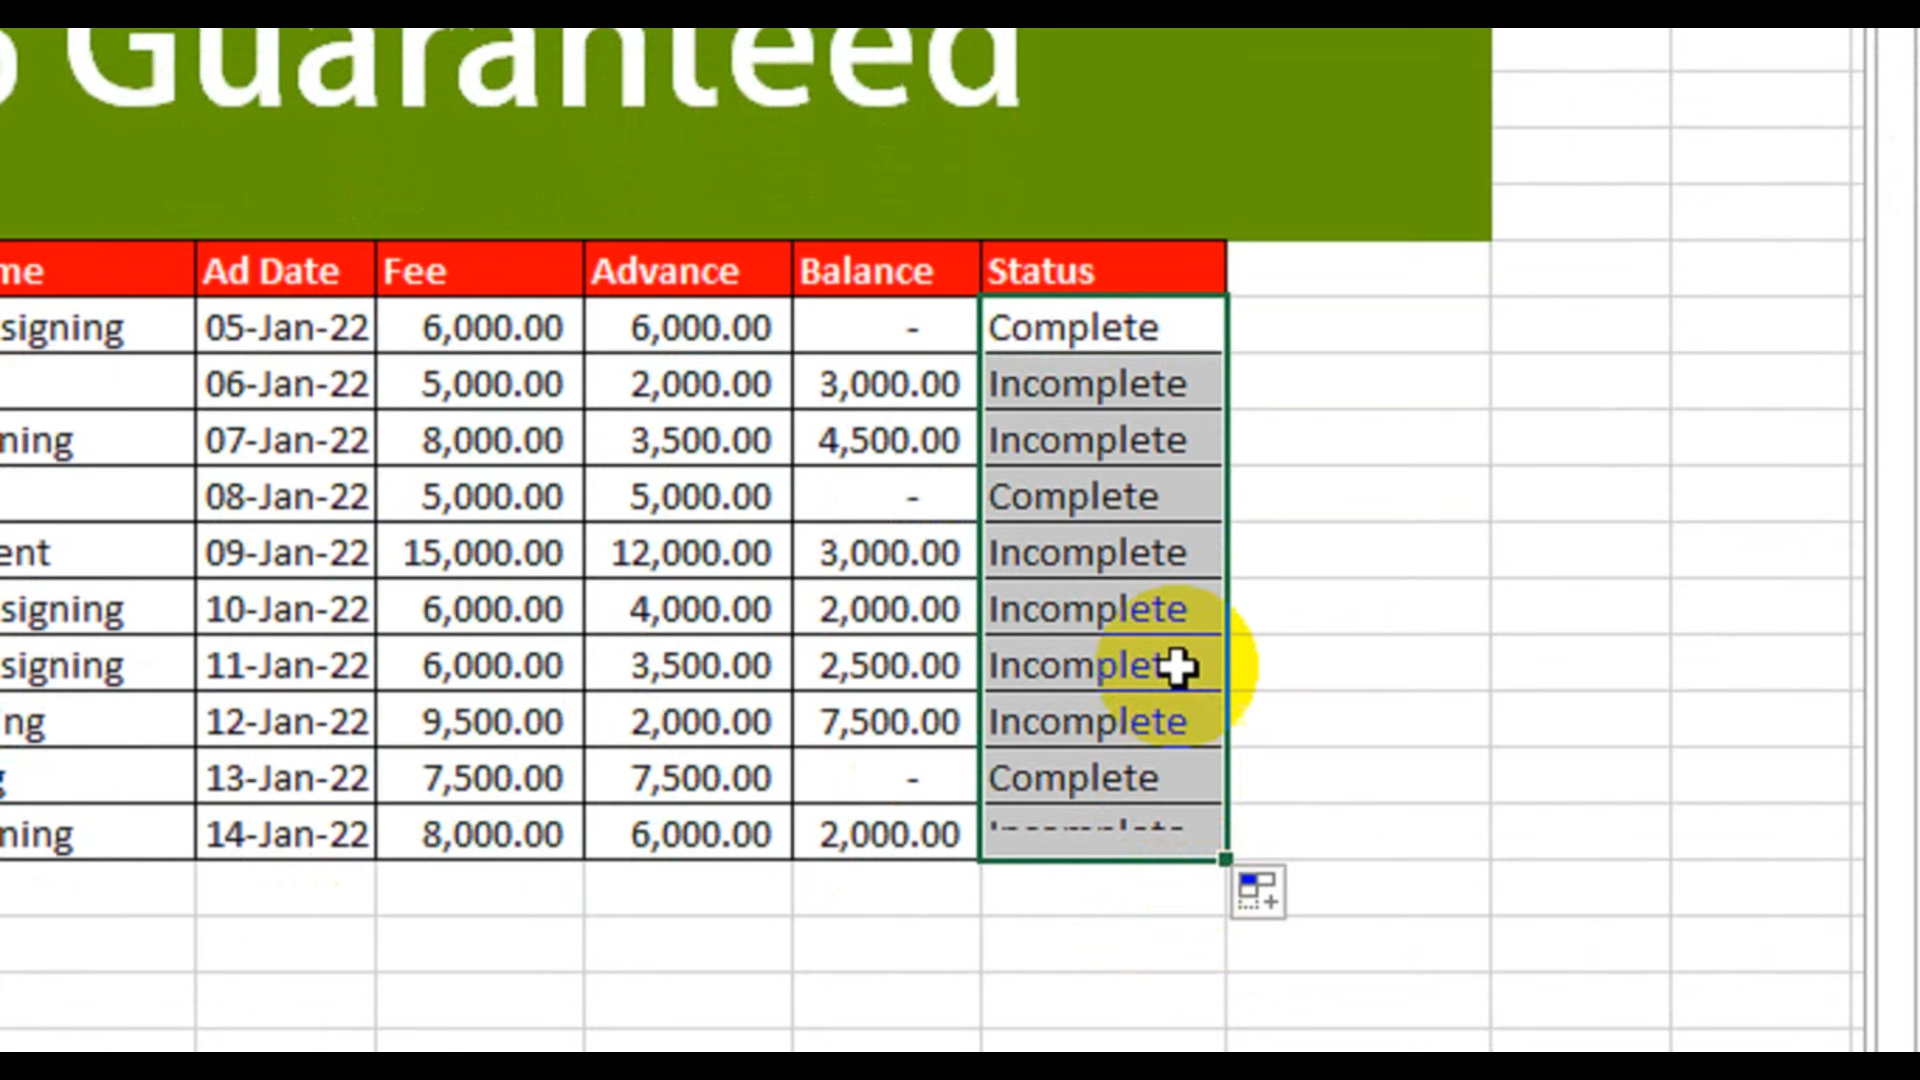 Guaranteed
me Ad Date Fee Advance Balance Status
signing 05-Jan-22 6,000.00 6,000.00 - Complete
06-Jan-22 5,000.00 2,000.00 3,000.00 Incomplete
ning 07-Jan-22 8,000.00 3,500.00 4,500.00 Incomplete
08-Jan-22 5,000.00 5,000.00 - Complete
ent 09-Jan-22 15,000.00 12,000.00 3,000.00 Incomplete
signing 10-Jan-22 6,000.00 4,000.00 2,000.00 Incomplete
signing 11-Jan-22 6,000.00 3,500.00 2,500.00 Incomplete
ing 12-Jan-22 9,500.00 2,000.00 7,500.00 Incomplete
g 13-Jan-22 7,500.00 7,500.00 - Complete
ning 14-Jan-22 8,000.00 6,000.00 2,000.00 Incomplete